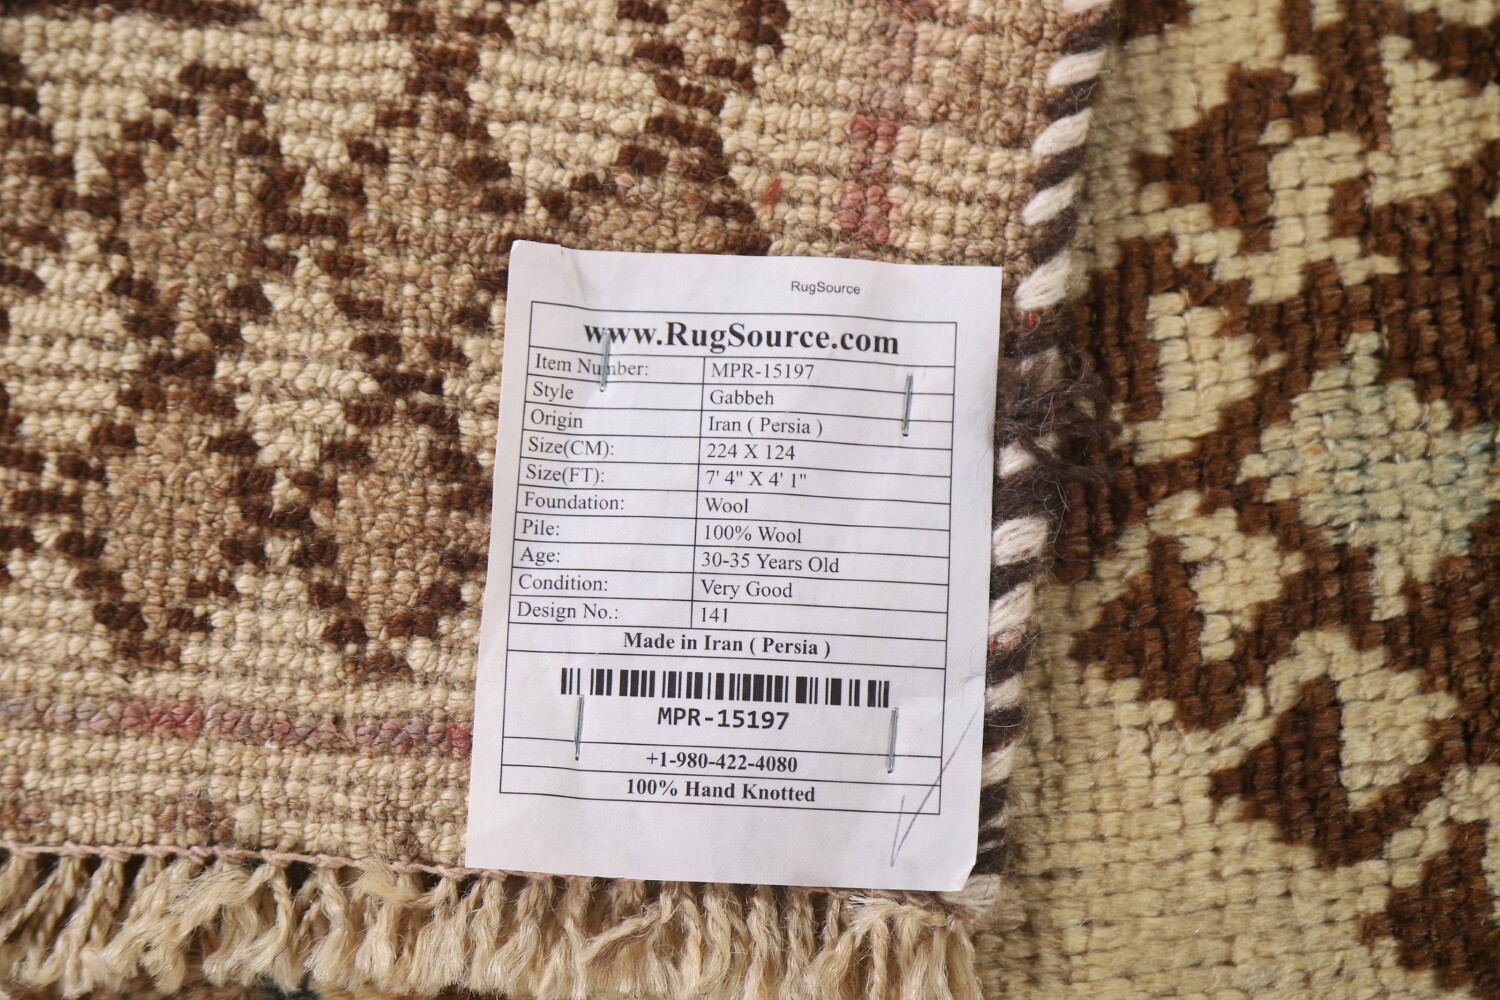 RugSource
www.RugSource.com
Item Number: MPR-15197
Style Gabbeh
Origin Iran ( Persia )
Size(CM): 224 X 124
Size(FT): 7' 4" X 4' 1"
Foundation: Wool
Pile: 100% Wool
Age: 30-35 Years Old
Condition: Very Good
Design No.: 141
Made in Iran ( Persia )
MPR-15197
+1-980-422-4080
100% Hand Knotted